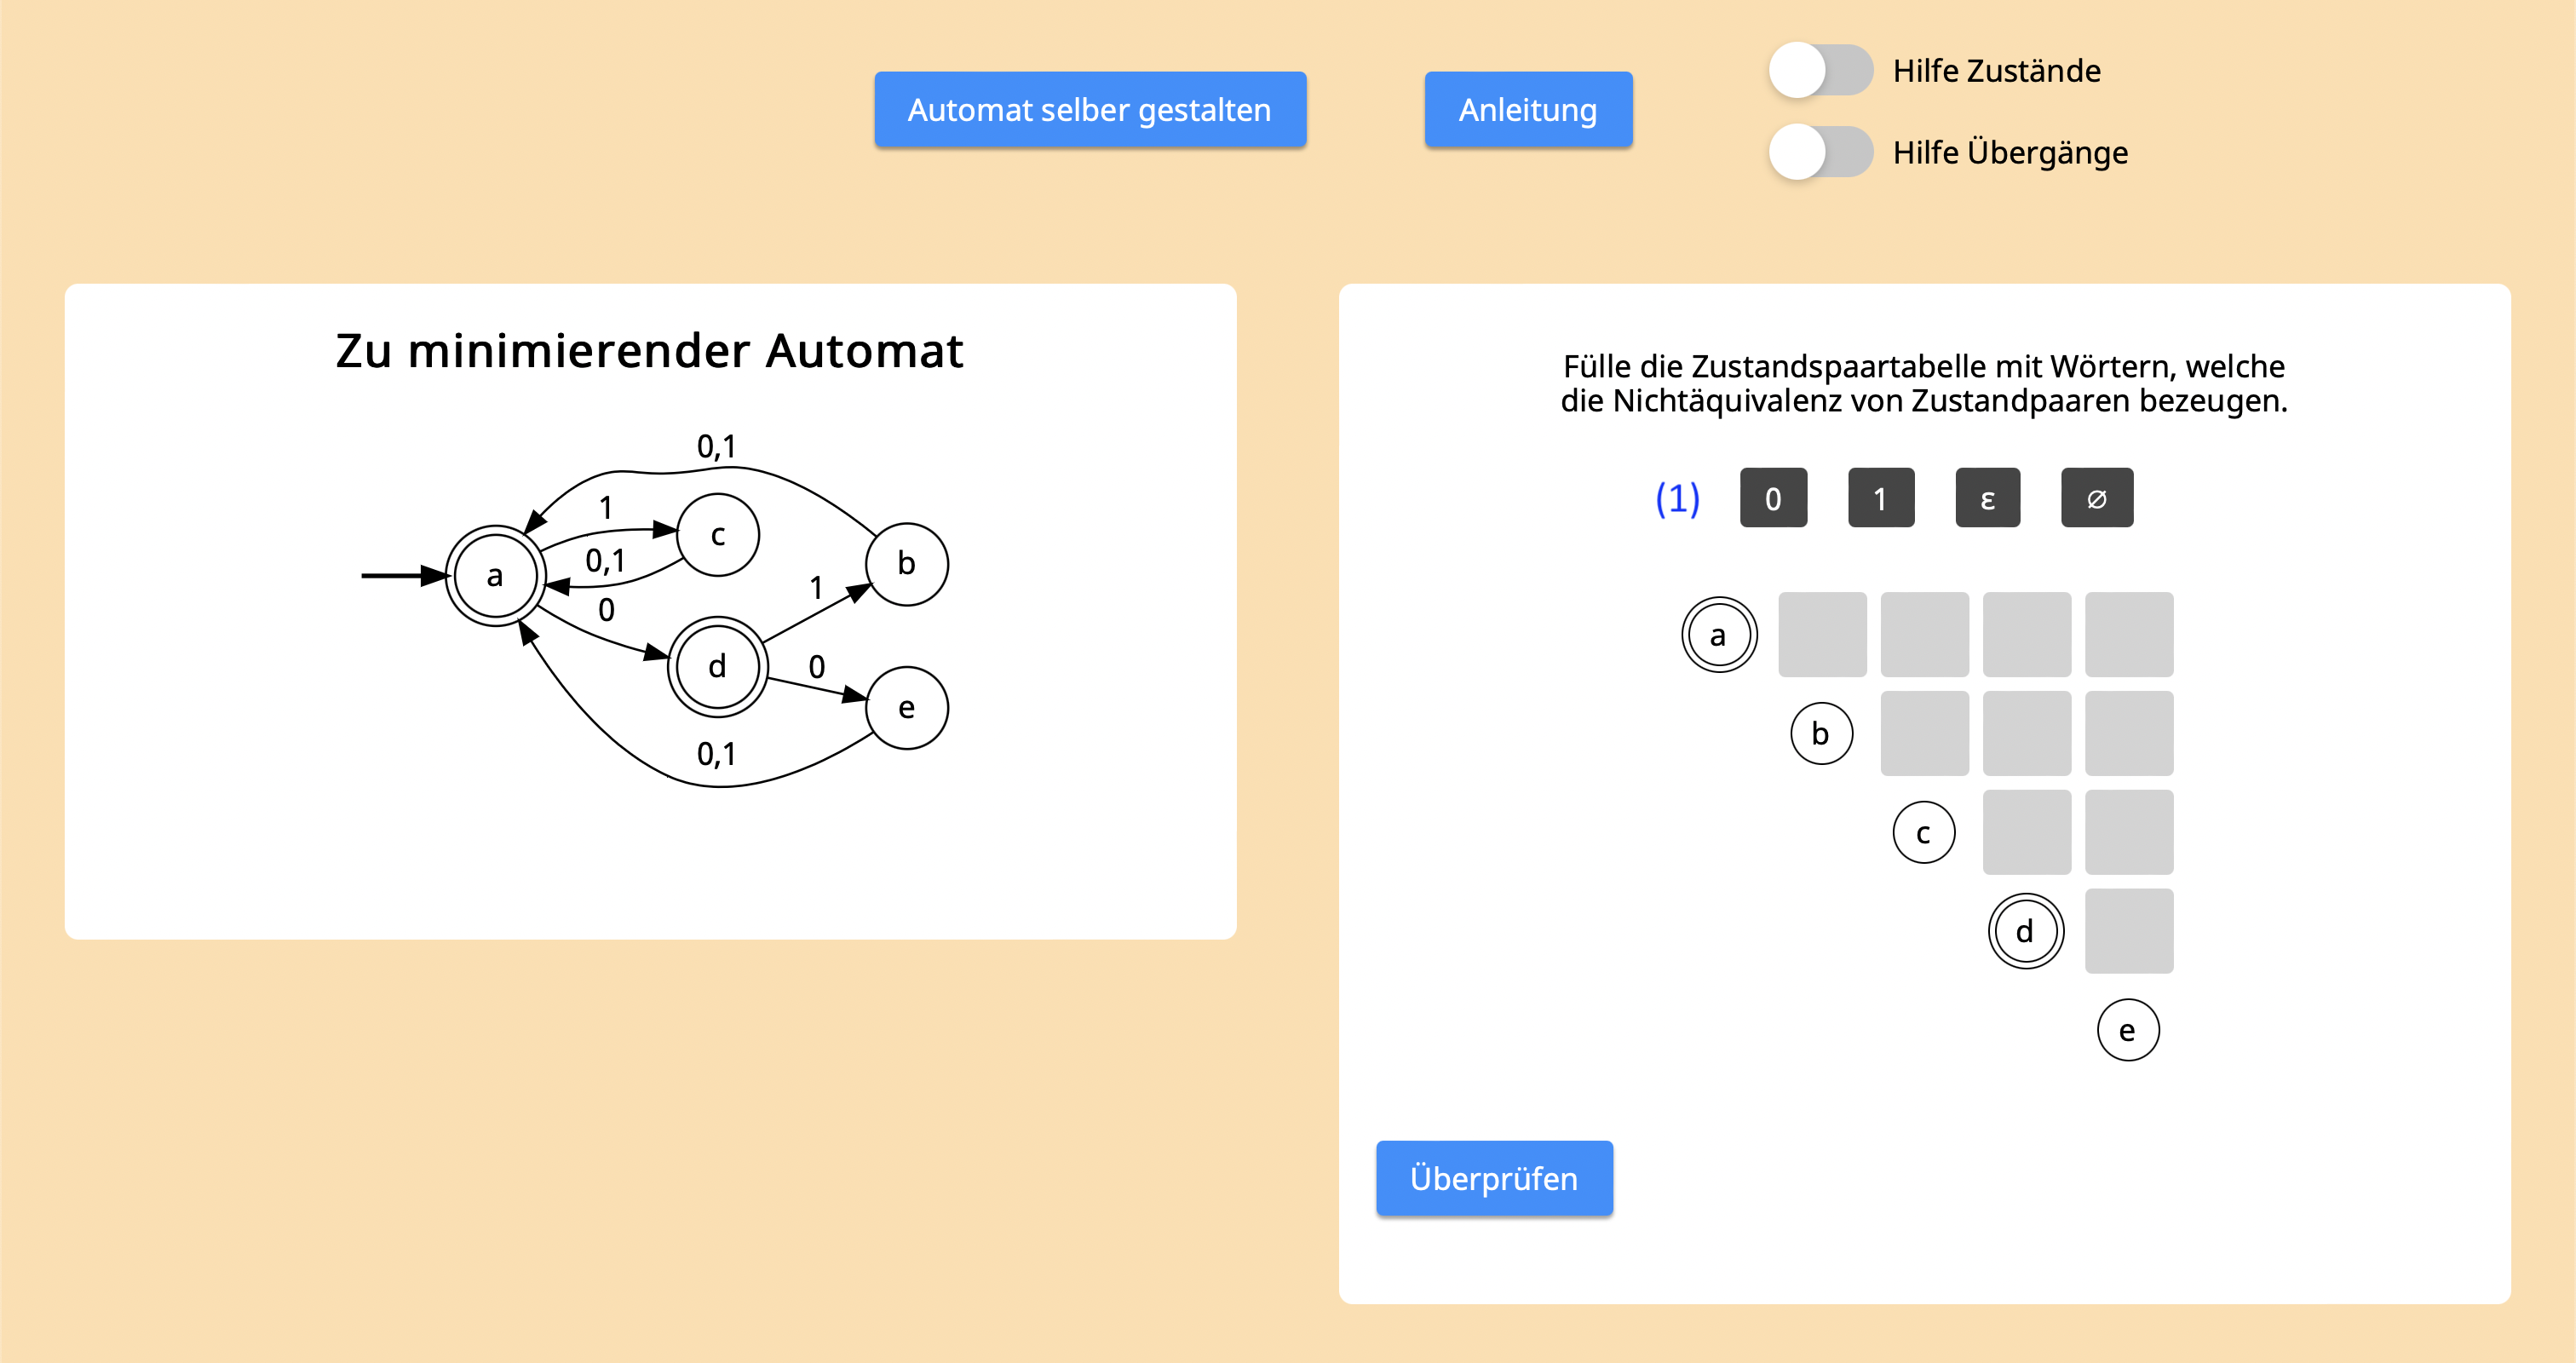 Automat selber gestalten
Anleitung
Hilfe Zustände
Hilfe Übergänge
Zu minimierender Automat
0,1
1
c
0,1
b
a
0
1
d
0
e
0,1
Fülle die Zustandspaartabelle mit Wörtern, welche
die Nichtäquivalenz von Zustandpaaren bezeugen.
(1) 0 1 ε ∅
a
b
c
d
e
Überprüfen